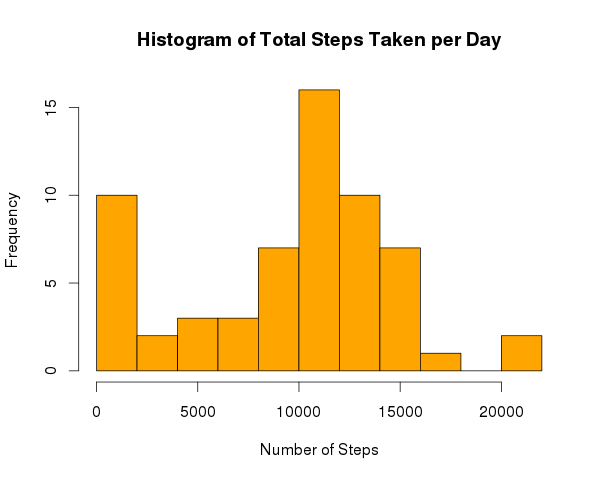 Histogram of Total Steps Taken per Day
Frequency
15
10
5
0
0 5000 10000 15000 20000
Number of Steps